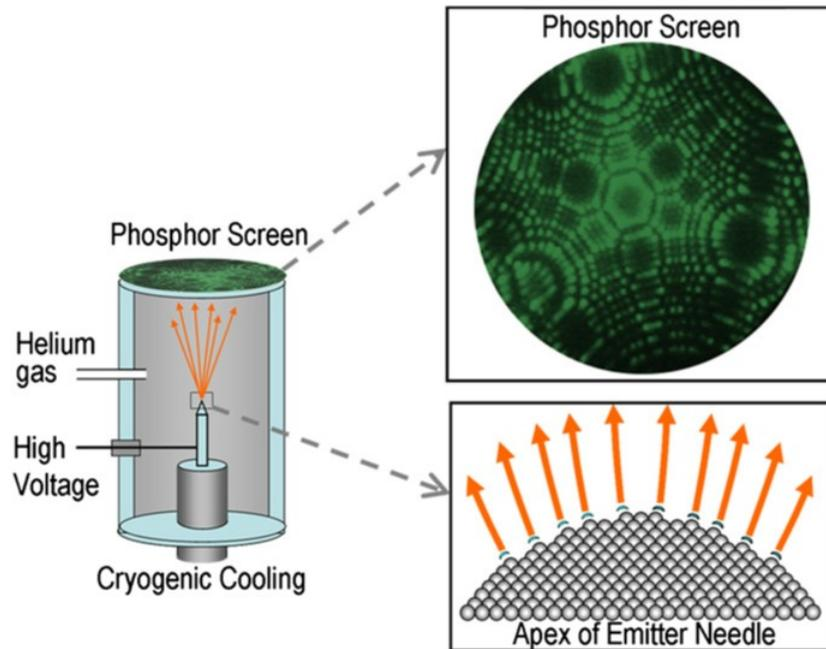 Phosphor Screen
Phosphor Screen
Helium
gas
High
Voltage
Cryogenic Cooling
Apex of Emitter Needle